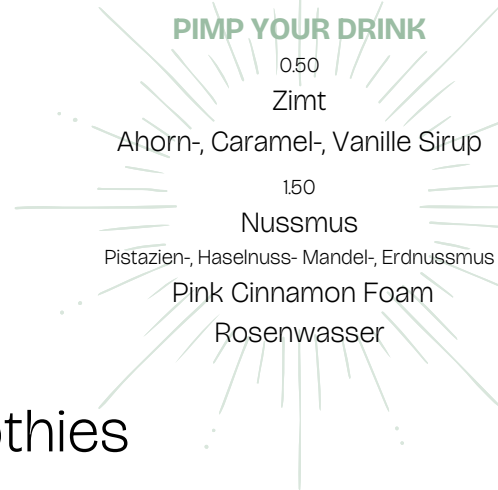 PIMP YOUR DRINK
0.50
Zimt
Ahorn-, Caramel-, Vanille Sirup
1.50
Nussmus
Pistazien-, Haselnuss- Mandel-, Erdnussmus
Pink Cinnamon Foam
Rosenwasser
othies